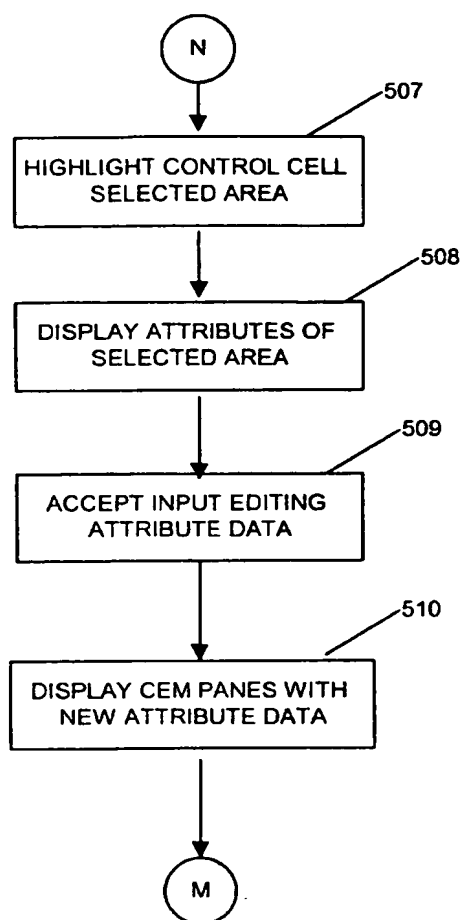 N
507
HIGHLIGHT CONTROL CELL
SELECTED AREA
508
DISPLAY ATTRIBUTES OF
SELECTED AREA
509
ACCEPT INPUT EDITING
ATTRIBUTE DATA
510
DISPLAY CEM PANES WITH
NEW ATTRIBUTE DATA
M